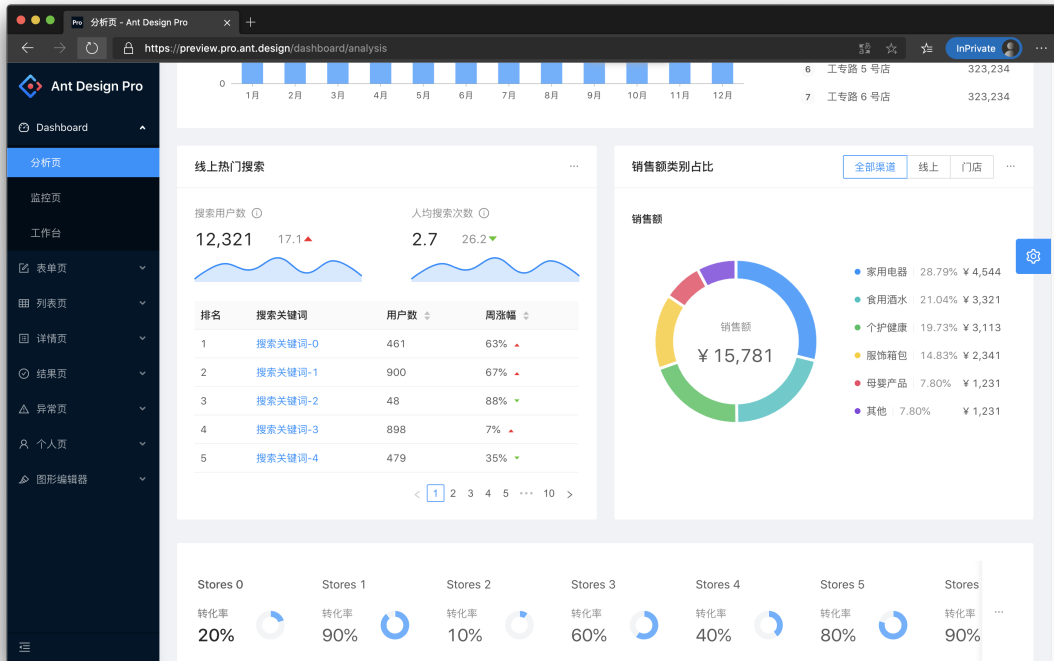 Pro 分析页 - Ant Design Pro
https://preview.pro.ant.design/dashboard/analysis
InPrivate
Ant Design Pro
Dashboard
分析页
监控页
工作台
表单页
列表页
详情页
结果页
异常页
个人页
图形编辑器
0
1月 2月 3月 4月 5月 6月 7月 8月 9月 10月 11月 12月
6 工专路 5 号店 323,234
7 工专路 6 号店 323,234
线上热门搜索
搜索用户数 人均搜索次数
12,321 17.1 2.7 26.2
排名 搜索关键词 用户数 周涨幅
1 搜索关键词-0 461 63%
2 搜索关键词-1 900 67%
3 搜索关键词-2 48 88%
4 搜索关键词-3 898 7%
5 搜索关键词-4 479 35%
< 1 2 3 4 5 ••• 10 >
销售额类别占比 全部渠道 线上 门店
销售额
销售额
¥ 15,781
家用电器 28.79% ¥ 4,544
食用酒水 21.04% ¥ 3,321
个护健康 19.73% ¥ 3,113
服饰箱包 14.83% ¥ 2,341
母婴产品 7.80% ¥ 1,231
其他 7.80% ¥ 1,231
Stores 0 Stores 1 Stores 2 Stores 3 Stores 4 Stores 5 Stores
转化率 转化率 转化率 转化率 转化率 转化率 转化率
20% 90% 10% 60% 40% 80% 90%